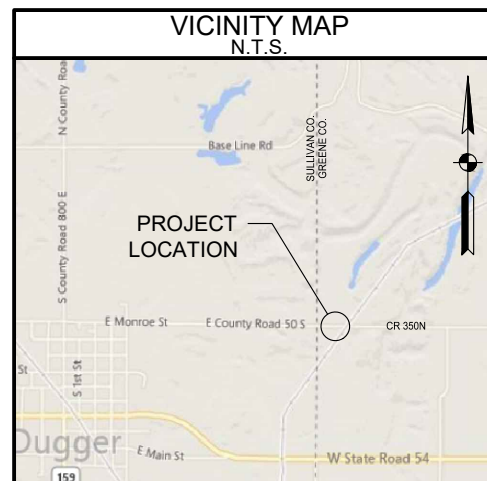 VICINITY MAP
N.T.S.
N County Roa
Base Line Rd
SULLIVAN CO.
GREENE CO.
S County Road 800 E
PROJECT
LOCATION
E Monroe St
E County Road 50 S
CR 350N
St
S 1st St
Dugger
E Main St
W State Road 54
159